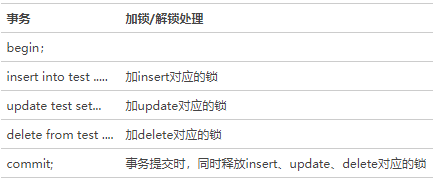 事务 加锁/解锁处理
begin;
insert into test ..... 加insert对应的锁
update test set... 加update对应的锁
delete from test .... 加delete对应的锁
commit; 事务提交时，同时释放insert、update、delete对应的锁